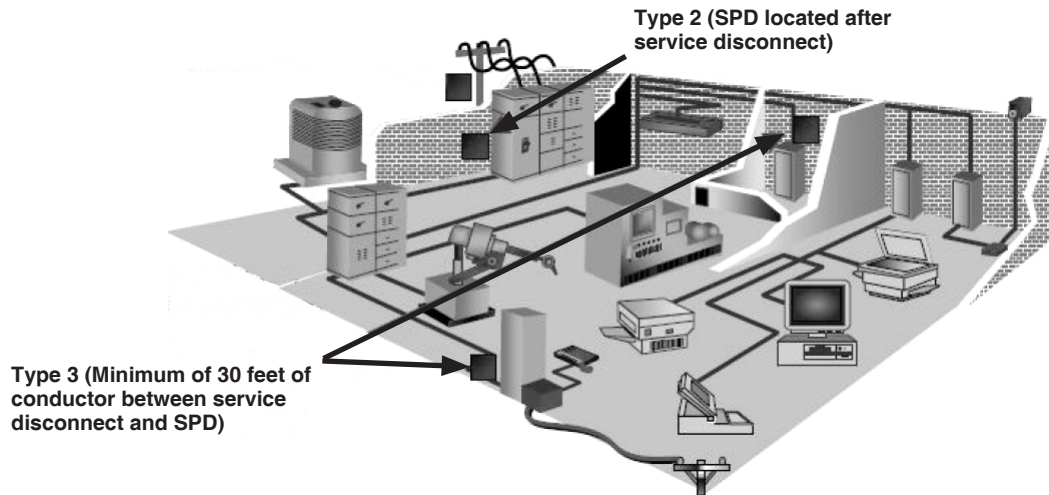 Type 2 (SPD located after
service disconnect)
Type 3 (Minimum of 30 feet of
conductor between service
disconnect and SPD)